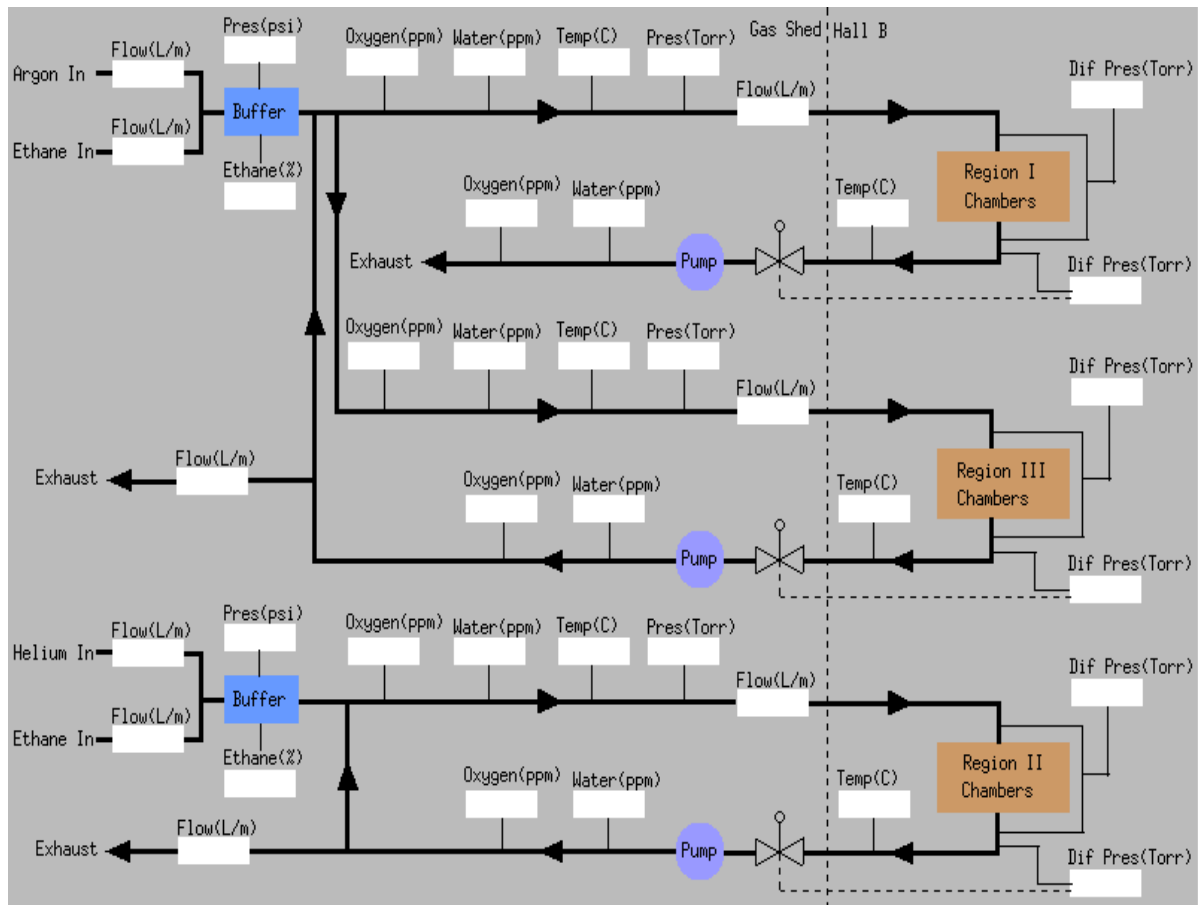 Pres(psi)
Oxygen(ppm) Water(ppm) Temp(C) Pres(Torr) Gas Shed Hall B
Flow(L/m)
Dif Pres(Torr)
Argon In
Flow(L/m)
Buffer
Flow(L/m)
Ethane In
Ethane(%)
Region I
Chambers
Oxygen(ppm) Water(ppm) Temp(C)
Exhaust
Pump
Dif Pres(Torr)
Oxygen(ppm) Water(ppm) Temp(C) Pres(Torr)
Dif Pres(Torr)
Flow(L/m)
Flow(L/m)
Exhaust
Region III
Chambers
Oxygen(ppm) Water(ppm) Temp(C)
Pump
Dif Pres(Torr)
Pres(psi)
Flow(L/m)
Oxygen(ppm) Water(ppm) Temp(C) Pres(Torr)
Helium In
Dif Pres(Torr)
Flow(L/m)
Buffer
Flow(L/m)
Ethane In
Ethane(%)
Region II
Chambers
Oxygen(ppm) Water(ppm) Temp(C)
Flow(L/m)
Exhaust
Pump
Dif Pres(Torr)